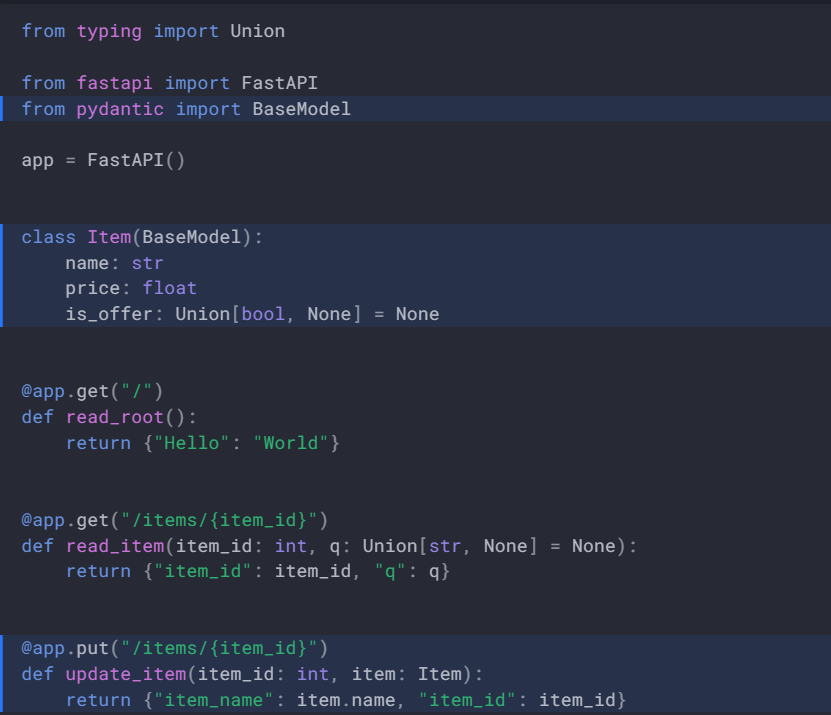 from typing import Union

from fastapi import FastAPI
from pydantic import BaseModel

app = FastAPI()


class Item(BaseModel):
    name: str
    price: float
    is_offer: Union[bool, None] = None


@app.get("/")
def read_root():
    return {"Hello": "World"}


@app.get("/items/{item_id}")
def read_item(item_id: int, q: Union[str, None] = None):
    return {"item_id": item_id, "q": q}


@app.put("/items/{item_id}")
def update_item(item_id: int, item: Item):
    return {"item_name": item.name, "item_id": item_id}